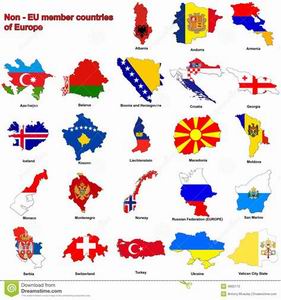 Non - EU member countries
of Europe
Albania
Andorra
Armenia
Azerbaijan
Belarus
Bosnia and Herzegovina
Croatia
Georgia
Iceland
Kosovo
Liechtenstein
Macedonia
Moldova
Monaco
Montenegro
Norway
Russian Federation (EUROPE)
San Marino
Serbia
Switzerland
Turkey
Ukraine
Vatican City State
Download from
Dreamstime.com